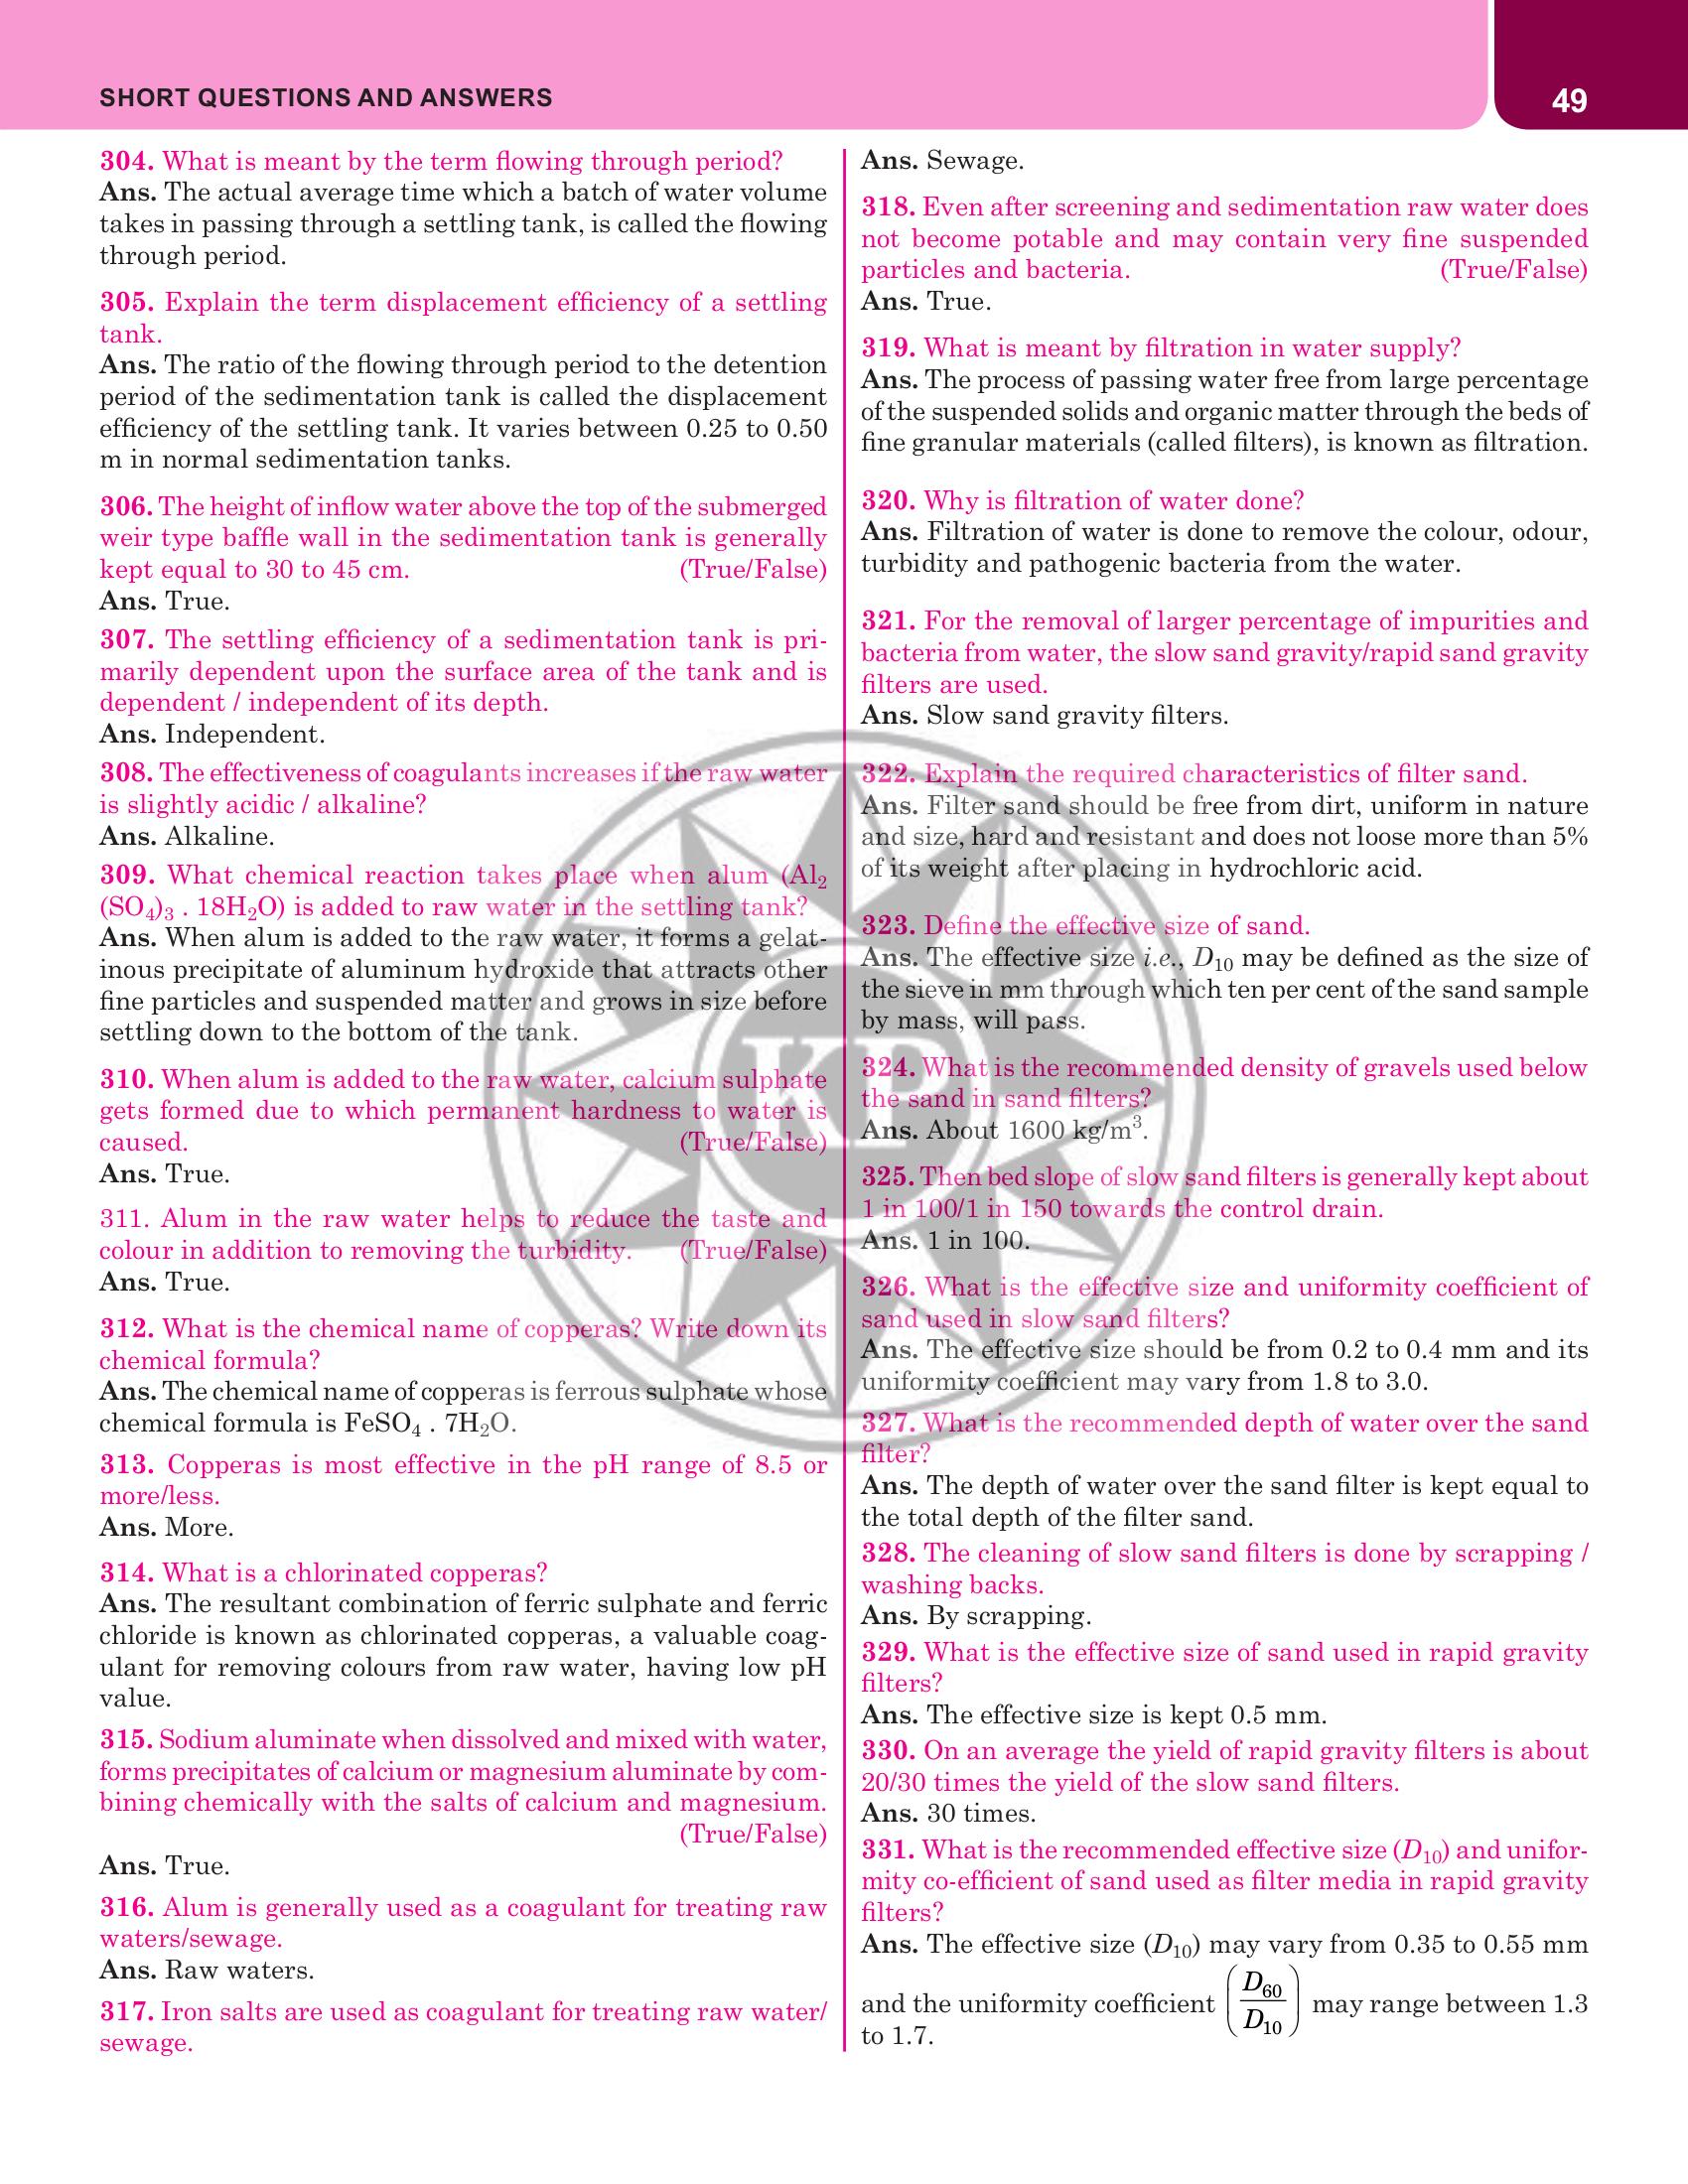 SHORT QUESTIONS AND ANSWERS
49
304. What is meant by the term flowing through period?
Ans. The actual average time which a batch of water volume
takes in passing through a settling tank, is called the flowing
through period.
305. Explain the term displacement efficiency of a settling
tank.
Ans. The ratio of the flowing through period to the detention
period of the sedimentation tank is called the displacement
efficiency of the settling tank. It varies between 0.25 to 0.50
m in normal sedimentation tanks.
306. The height of inflow water above the top of the submerged
weir type baffle wall in the sedimentation tank is generally
kept equal to 30 to 45 cm. (True/False)
Ans. True.
307. The settling efficiency of a sedimentation tank is pri-
marily dependent upon the surface area of the tank and is
dependent / independent of its depth.
Ans. Independent.
308. The effectiveness of coagulants increases if the raw water
is slightly acidic / alkaline?
Ans. Alkaline.
309. What chemical reaction takes place when alum (Al₂
(SO₄)₃ . 18H₂O) is added to raw water in the settling tank?
Ans. When alum is added to the raw water, it forms a gelat-
inous precipitate of aluminum hydroxide that attracts other
fine particles and suspended matter and grows in size before
settling down to the bottom of the tank.
310. When alum is added to the raw water, calcium sulphate
gets formed due to which permanent hardness to water is
caused. (True/False)
Ans. True.
311. Alum in the raw water helps to reduce the taste and
colour in addition to removing the turbidity. (True/False)
Ans. True.
312. What is the chemical name of copperas? Write down its
chemical formula?
Ans. The chemical name of copperas is ferrous sulphate whose
chemical formula is FeSO₄ . 7H₂O.
313. Copperas is most effective in the pH range of 8.5 or
more/less.
Ans. More.
314. What is a chlorinated copperas?
Ans. The resultant combination of ferric sulphate and ferric
chloride is known as chlorinated copperas, a valuable coag-
ulant for removing colours from raw water, having low pH
value.
315. Sodium aluminate when dissolved and mixed with water,
forms precipitates of calcium or magnesium aluminate by com-
bining chemically with the salts of calcium and magnesium.
(True/False)
Ans. True.
316. Alum is generally used as a coagulant for treating raw
waters/sewage.
Ans. Raw waters.
317. Iron salts are used as coagulant for treating raw water/
sewage.
Ans. Sewage.
318. Even after screening and sedimentation raw water does
not become potable and may contain very fine suspended
particles and bacteria. (True/False)
Ans. True.
319. What is meant by filtration in water supply?
Ans. The process of passing water free from large percentage
of the suspended solids and organic matter through the beds of
fine granular materials (called filters), is known as filtration.
320. Why is filtration of water done?
Ans. Filtration of water is done to remove the colour, odour,
turbidity and pathogenic bacteria from the water.
321. For the removal of larger percentage of impurities and
bacteria from water, the slow sand gravity/rapid sand gravity
filters are used.
Ans. Slow sand gravity filters.
322. Explain the required characteristics of filter sand.
Ans. Filter sand should be free from dirt, uniform in nature
and size, hard and resistant and does not loose more than 5%
of its weight after placing in hydrochloric acid.
323. Define the effective size of sand.
Ans. The effective size i.e., D₁₀ may be defined as the size of
the sieve in mm through which ten per cent of the sand sample
by mass, will pass.
324. What is the recommended density of gravels used below
the sand in sand filters?
Ans. About 1600 kg/m³.
325. Then bed slope of slow sand filters is generally kept about
1 in 100/1 in 150 towards the control drain.
Ans. 1 in 100.
326. What is the effective size and uniformity coefficient of
sand used in slow sand filters?
Ans. The effective size should be from 0.2 to 0.4 mm and its
uniformity coefficient may vary from 1.8 to 3.0.
327. What is the recommended depth of water over the sand
filter?
Ans. The depth of water over the sand filter is kept equal to
the total depth of the filter sand.
328. The cleaning of slow sand filters is done by scrapping /
washing backs.
Ans. By scrapping.
329. What is the effective size of sand used in rapid gravity
filters?
Ans. The effective size is kept 0.5 mm.
330. On an average the yield of rapid gravity filters is about
20/30 times the yield of the slow sand filters.
Ans. 30 times.
331. What is the recommended effective size (D₁₀) and unifor-
mity co-efficient of sand used as filter media in rapid gravity
filters?
Ans. The effective size (D₁₀) may vary from 0.35 to 0.55 mm
and the uniformity coefficient (D₆₀/D₁₀) may range between 1.3
to 1.7.
KP